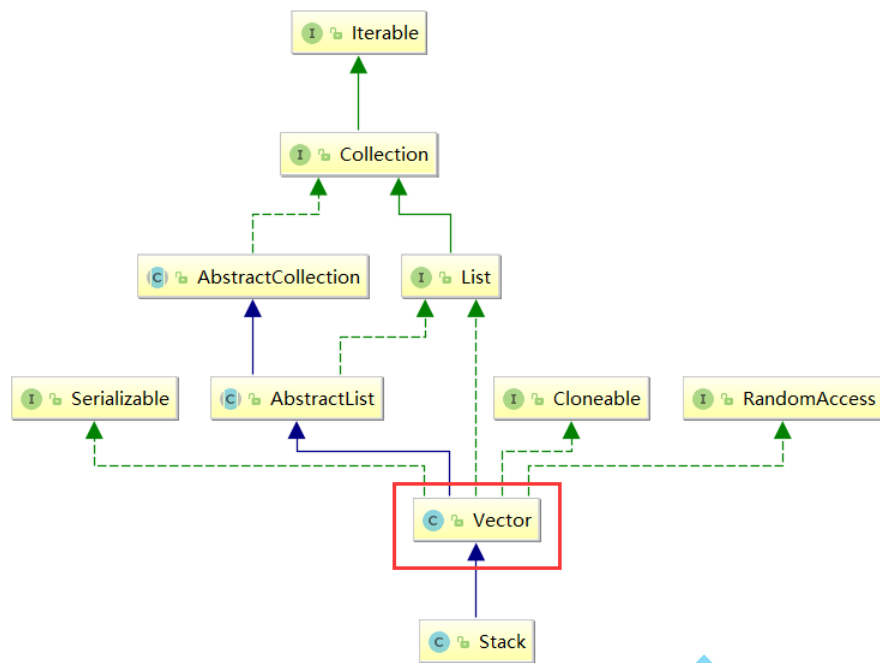 I Iterable
I Collection
C AbstractCollection
I List
I Serializable
C AbstractList
I Cloneable
I RandomAccess
C Vector
C Stack